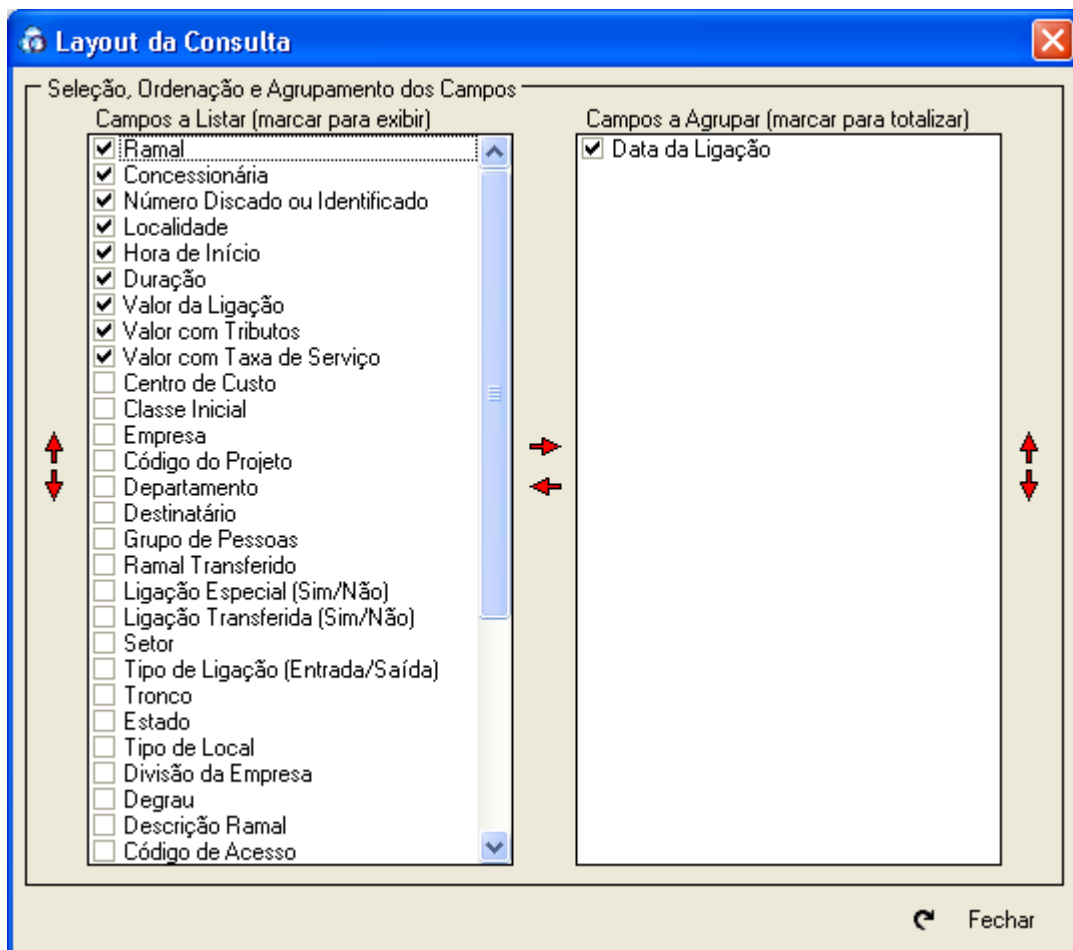 Layout da Consulta
Seleção, Ordenação e Agrupamento dos Campos
Campos a Listar (marcar para exibir)
Ramal
Concessionária
Número Discado ou Identificado
Localidade
Hora de Início
Duração
Valor da Ligação
Valor com Tributos
Valor com Taxa de Serviço
Centro de Custo
Classe Inicial
Empresa
Código do Projeto
Departamento
Destinatário
Grupo de Pessoas
Ramal Transferido
Ligação Especial (Sim/Não)
Ligação Transferida (Sim/Não)
Setor
Tipo de Ligação (Entrada/Saída)
Tronco
Estado
Tipo de Local
Divisão da Empresa
Degrau
Descrição Ramal
Código de Acesso
Campos a Agrupar (marcar para totalizar)
Data da Ligação
Fechar